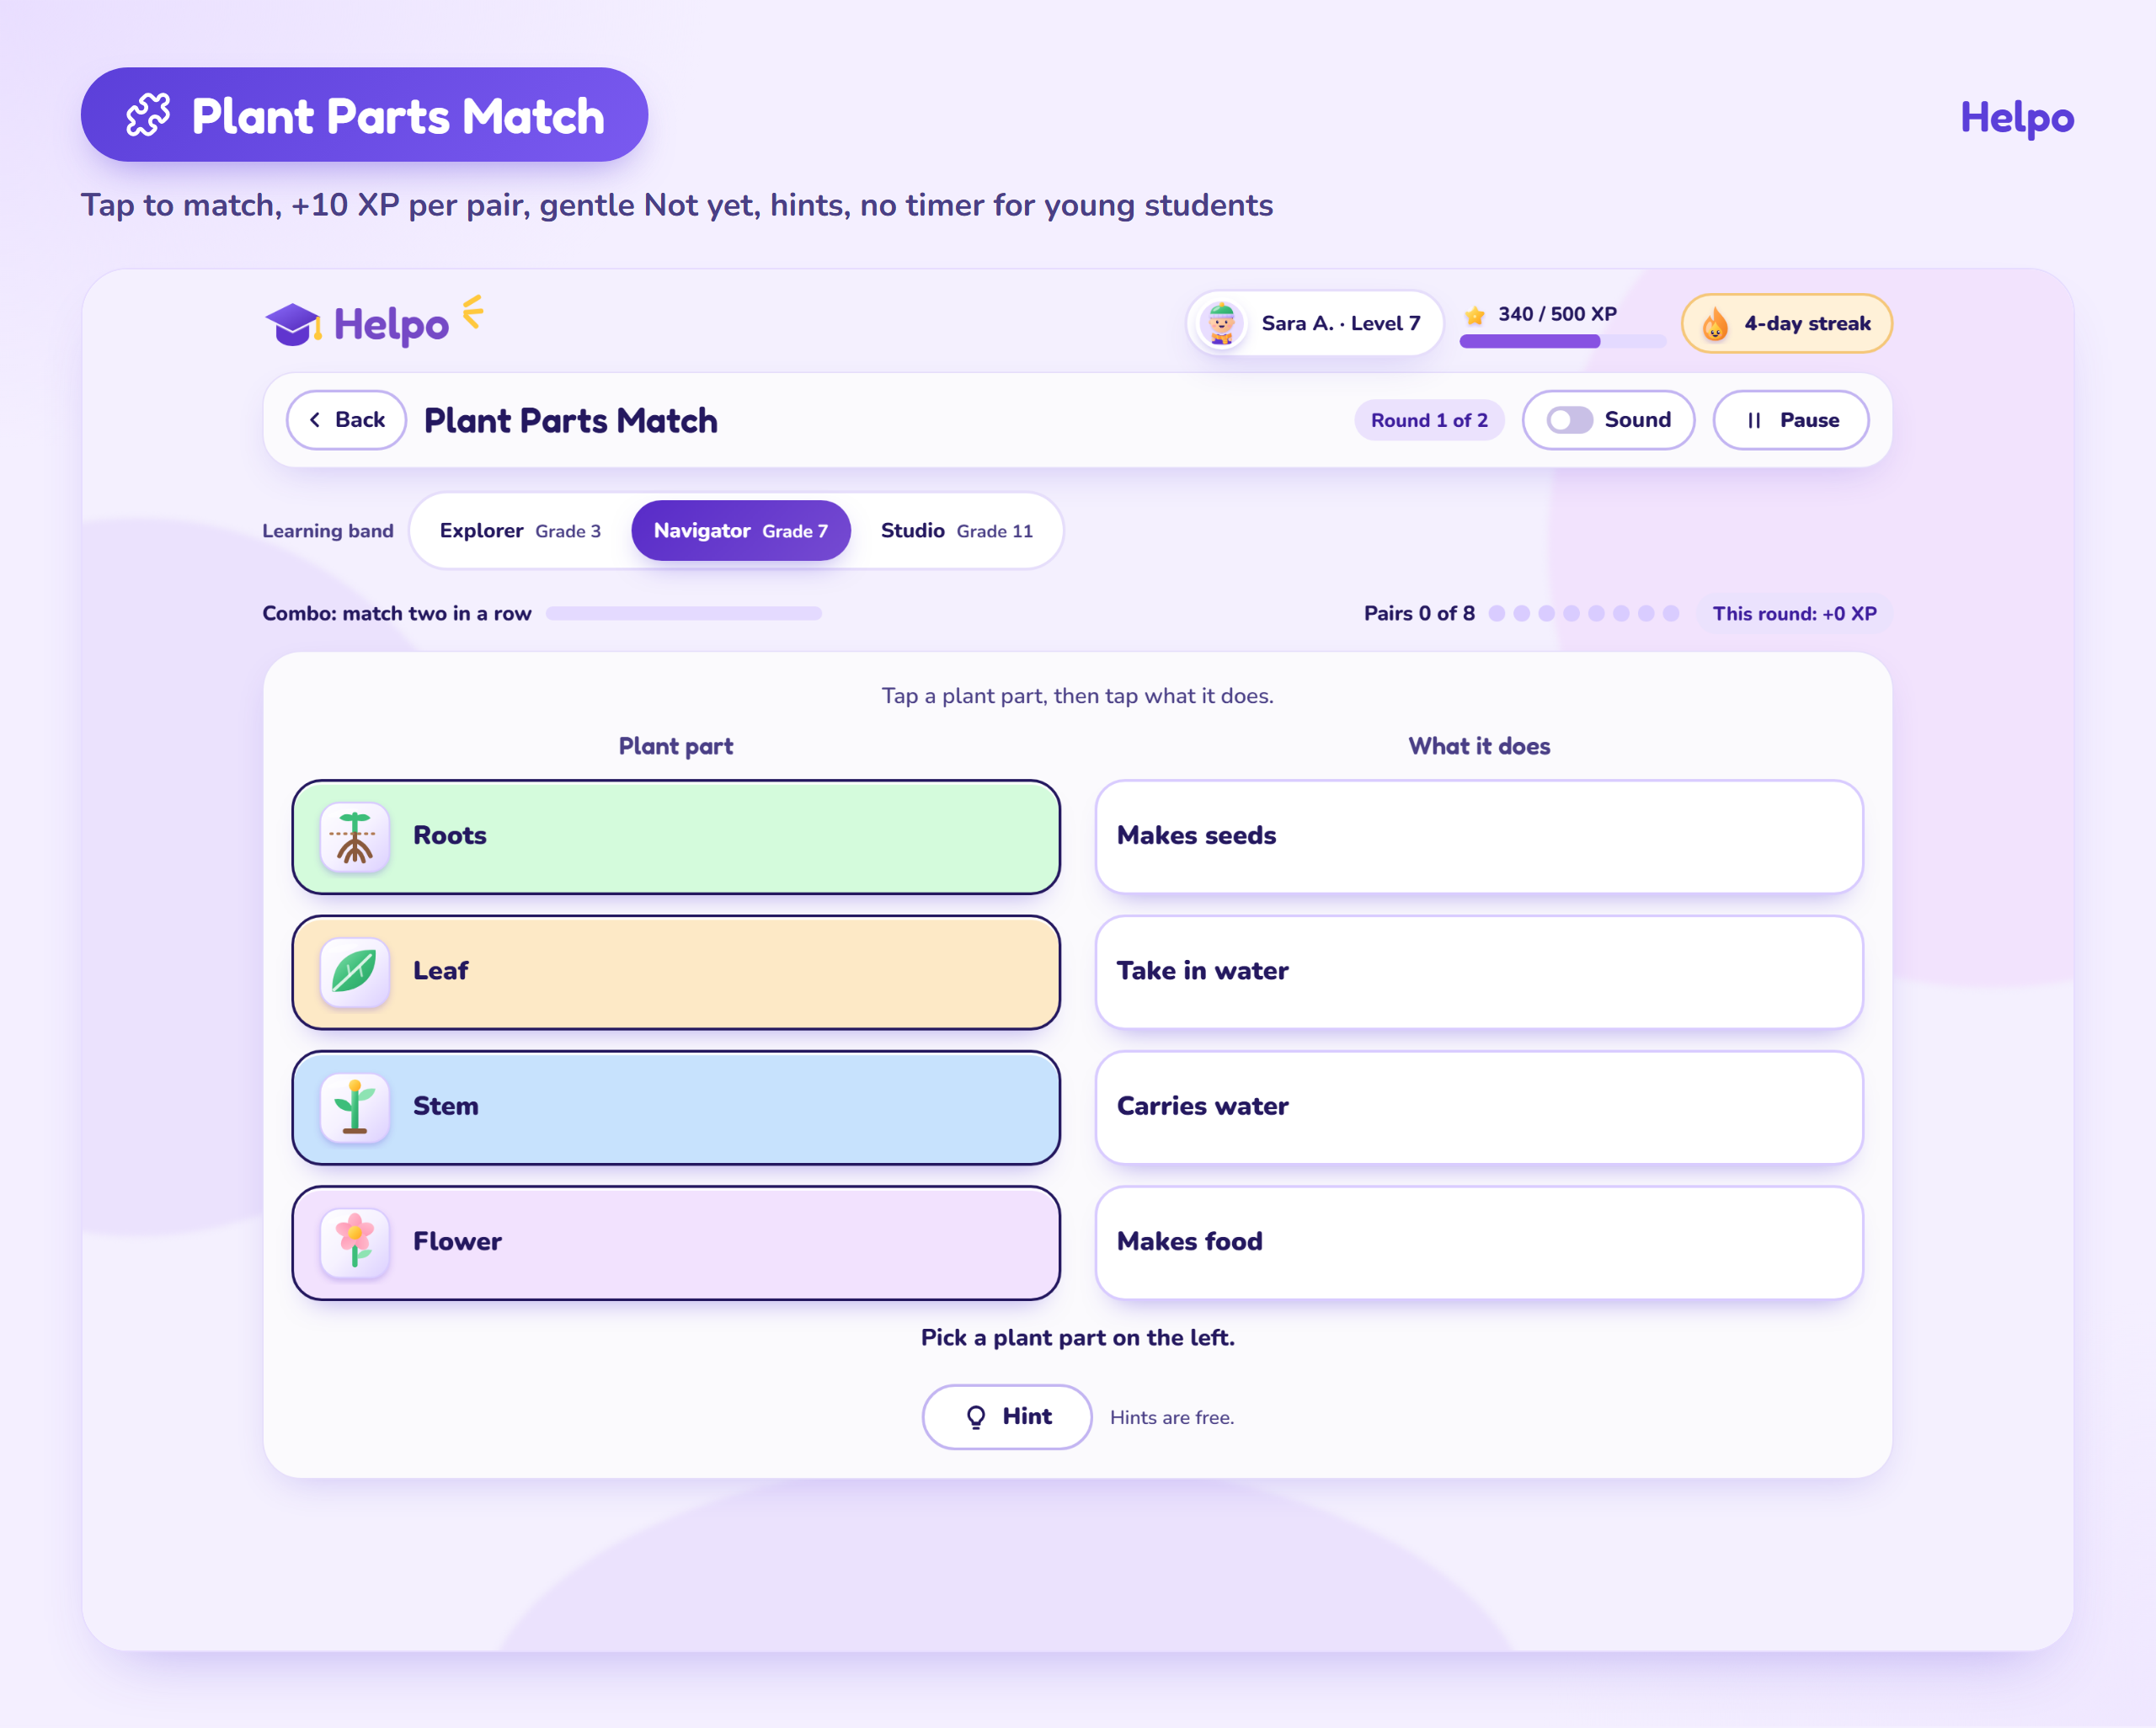 Plant Parts Match
Helpo
Tap to match, +10 XP per pair, gentle Not yet, hints, no timer for young students
Helpo
Sara A. · Level 7
340 / 500 XP
4-day streak
Back
Plant Parts Match
Round 1 of 2
Sound
Pause
Learning band
Explorer Grade 3
Navigator Grade 7
Studio Grade 11
Combo: match two in a row
Pairs 0 of 8
This round: +0 XP
Tap a plant part, then tap what it does.
Plant part
What it does
Roots
Makes seeds
Leaf
Take in water
Stem
Carries water
Flower
Makes food
Pick a plant part on the left.
Hint
Hints are free.